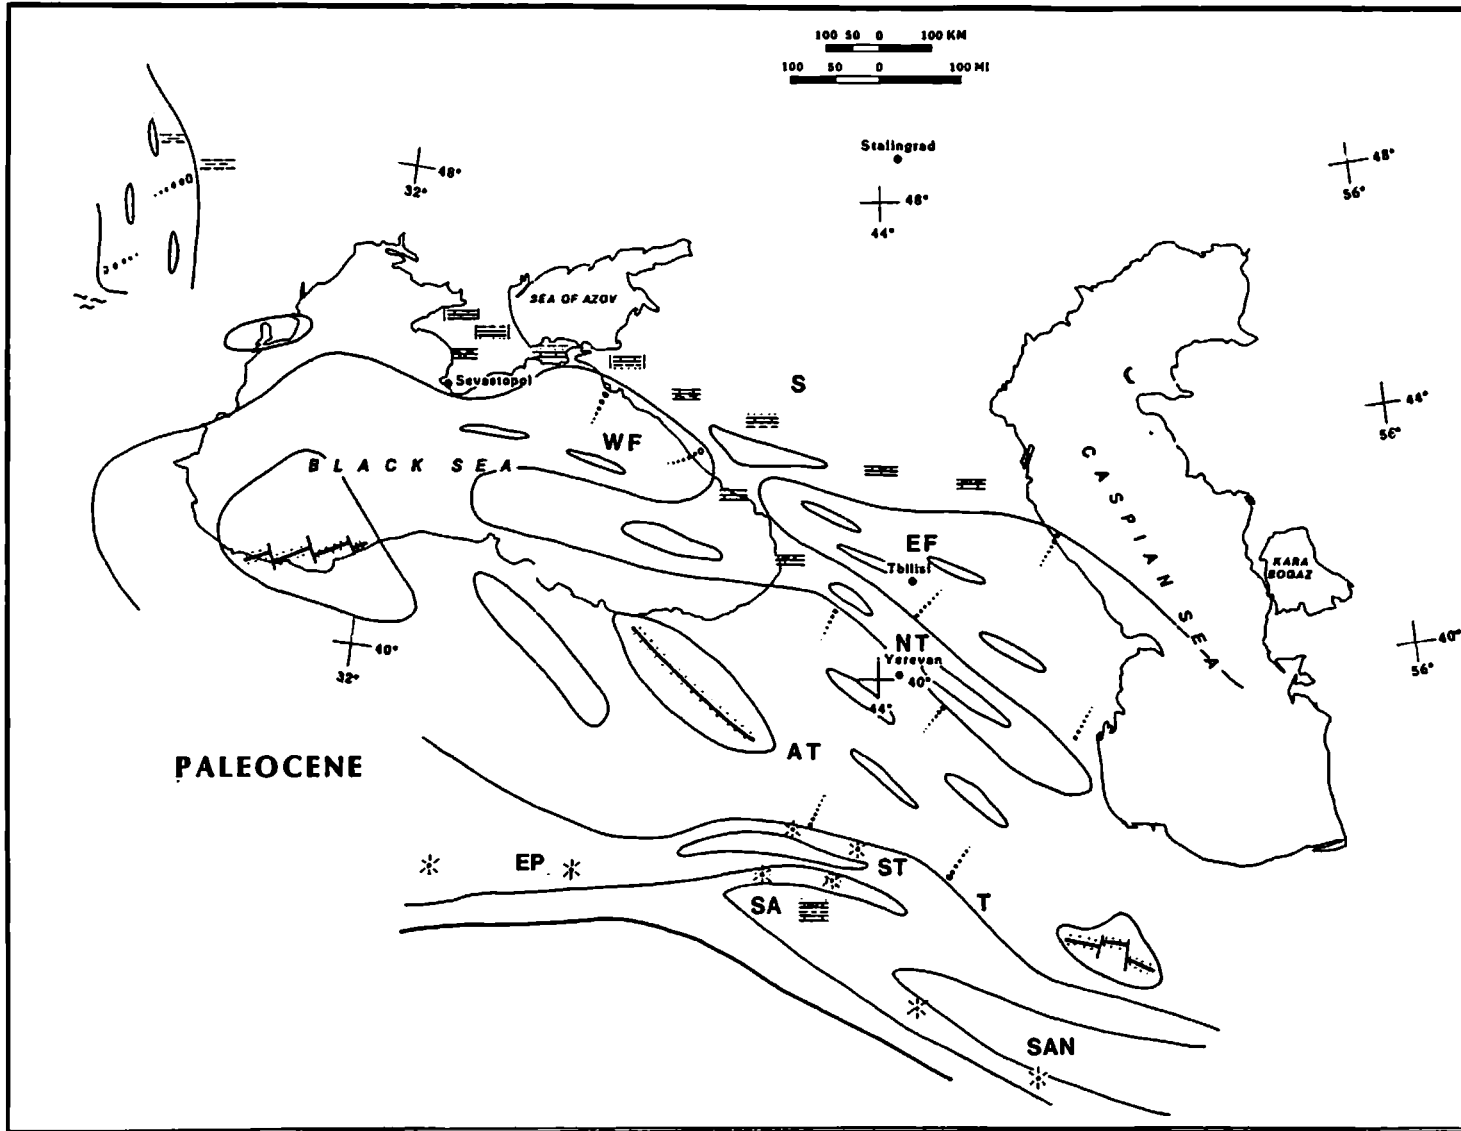 100 50 0 100 KM
100 50 0 100 MI
Stalingrad
48°
32°
48°
44°
48°
56°
SEA OF AZOV
Sevastopol
S
44°
56°
WF
BLACK SEA
CASPIAN SEA
EF
Tbilisi
KARA
BOGAZ
40°
32°
NT
Yerevan
40°
44°
40°
56°
PALEOCENE
AT
EP
ST
SA
T
SAN